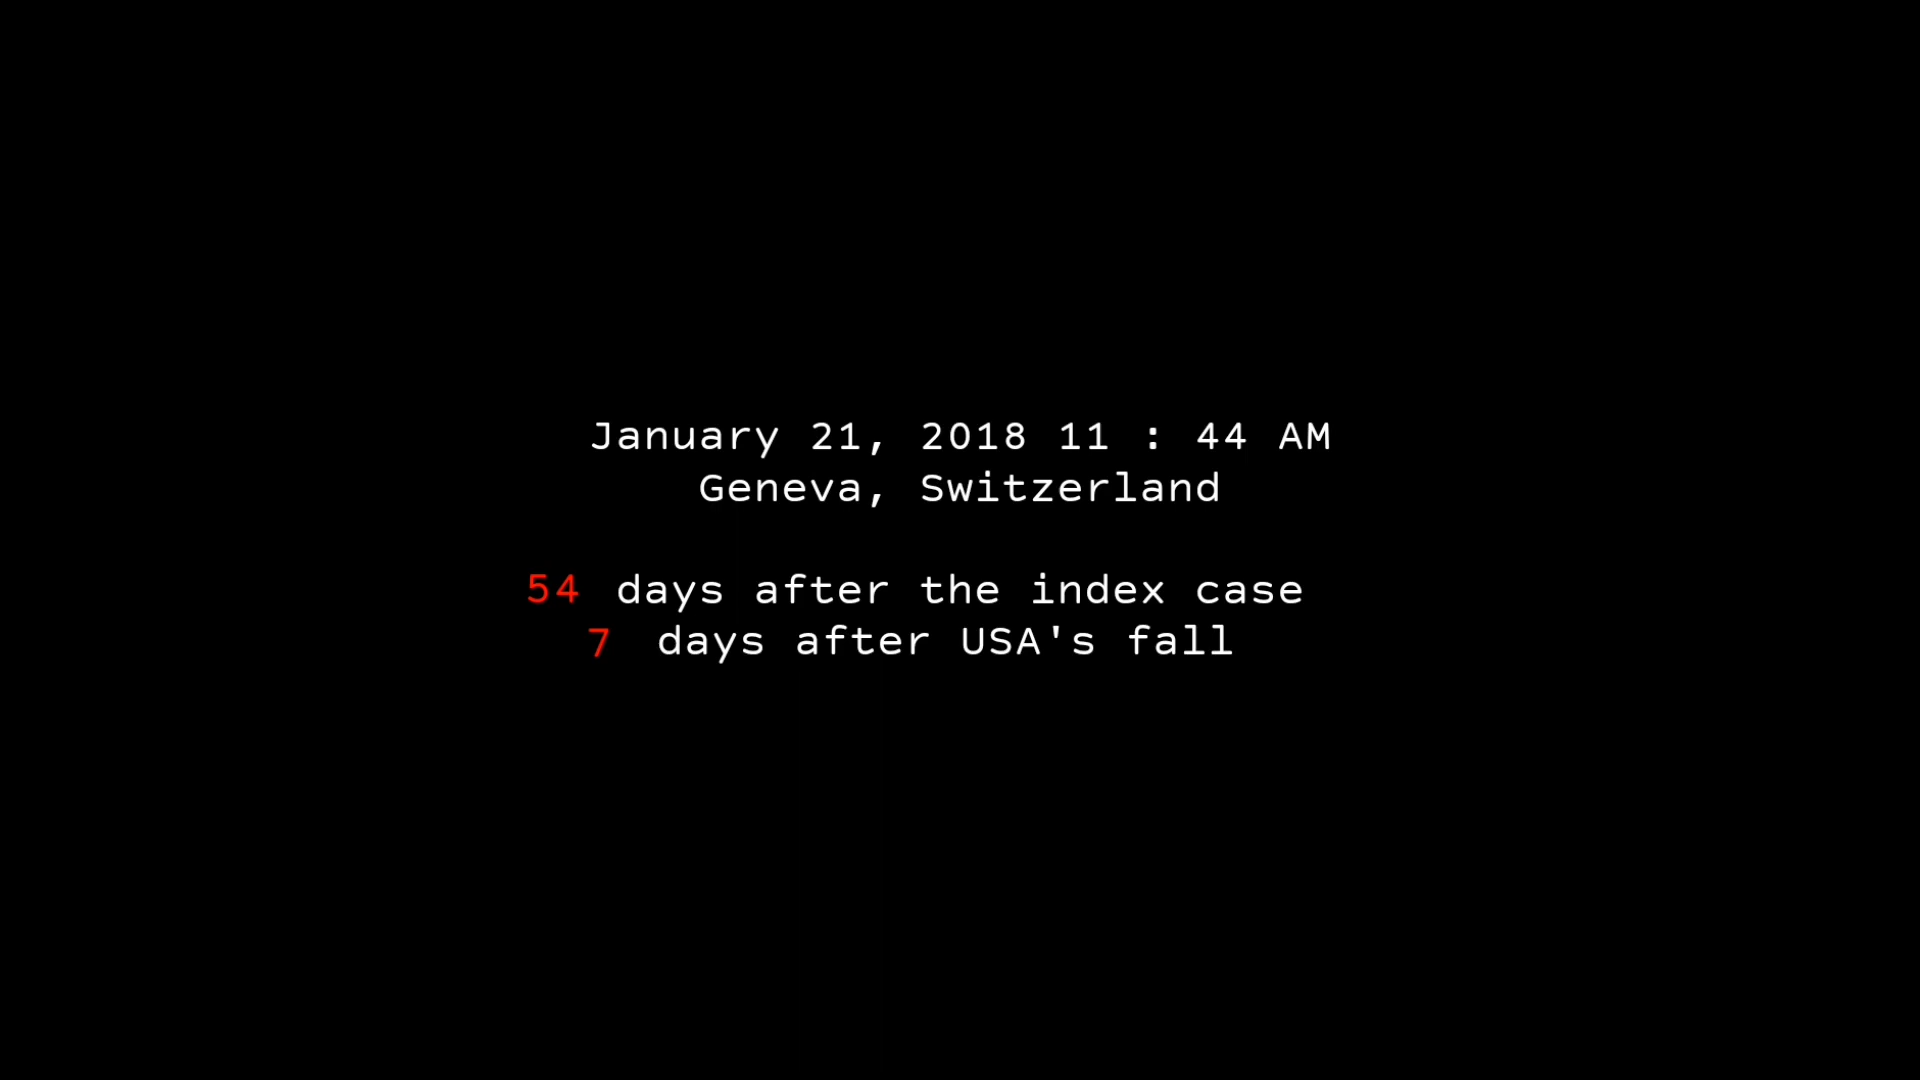 January 21, 2018 11 : 44 AM
Geneva, Switzerland
54 days after the index case
7 days after USA's fall